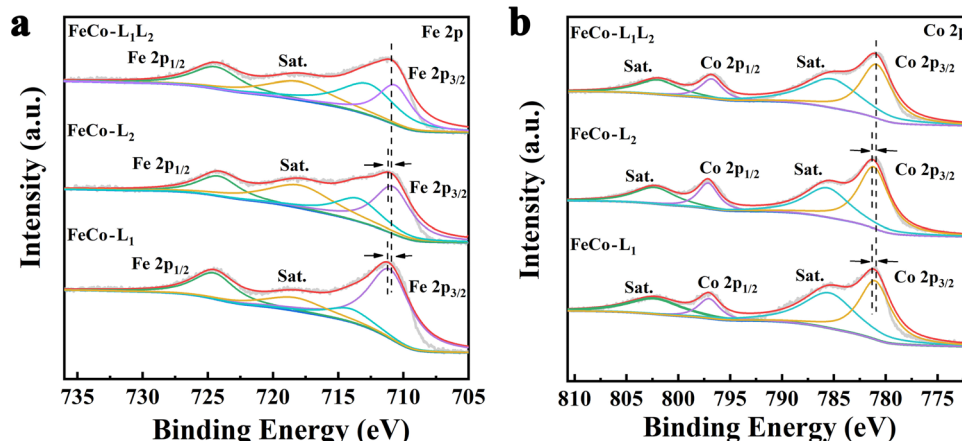 a
FeCo-L₁L₂
Fe 2p
Fe 2p₁/₂
Sat.
Fe 2p₃/₂
FeCo-L₂
Fe 2p₁/₂
Sat.
Fe 2p₃/₂
FeCo-L₁
Fe 2p₁/₂
Sat.
Fe 2p₃/₂
Intensity (a.u.)
735 730 725 720 715 710 705
Binding Energy (eV)
b
FeCo-L₁L₂
Co 2p
Sat.
Co 2p₁/₂
Sat.
Co 2p₃/₂
FeCo-L₂
Sat.
Co 2p₁/₂
Sat.
Co 2p₃/₂
FeCo-L₁
Sat.
Co 2p₁/₂
Sat.
Co 2p₃/₂
Intensity (a.u.)
810 805 800 795 790 785 780 775
Binding Energy (eV)